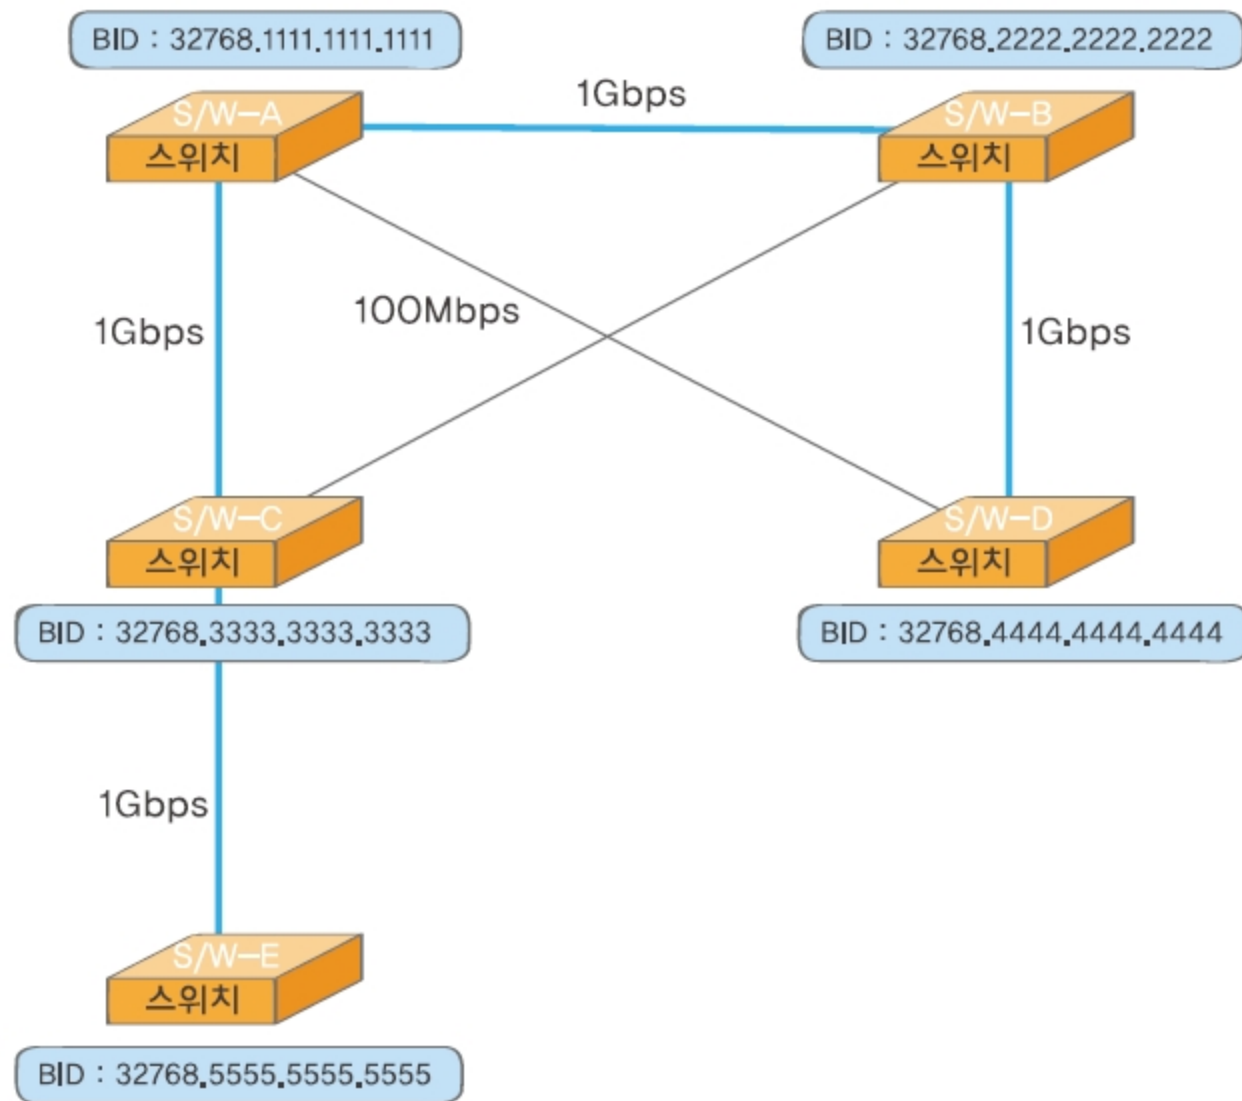 BID : 32768.1111.1111.1111
BID : 32768.2222.2222.2222
1Gbps
S/W-A
스위치
S/W-B
스위치
1Gbps
100Mbps
1Gbps
S/W-C
스위치
S/W-D
스위치
BID : 32768.3333.3333.3333
BID : 32768.4444.4444.4444
1Gbps
S/W-E
스위치
BID : 32768.5555.5555.5555